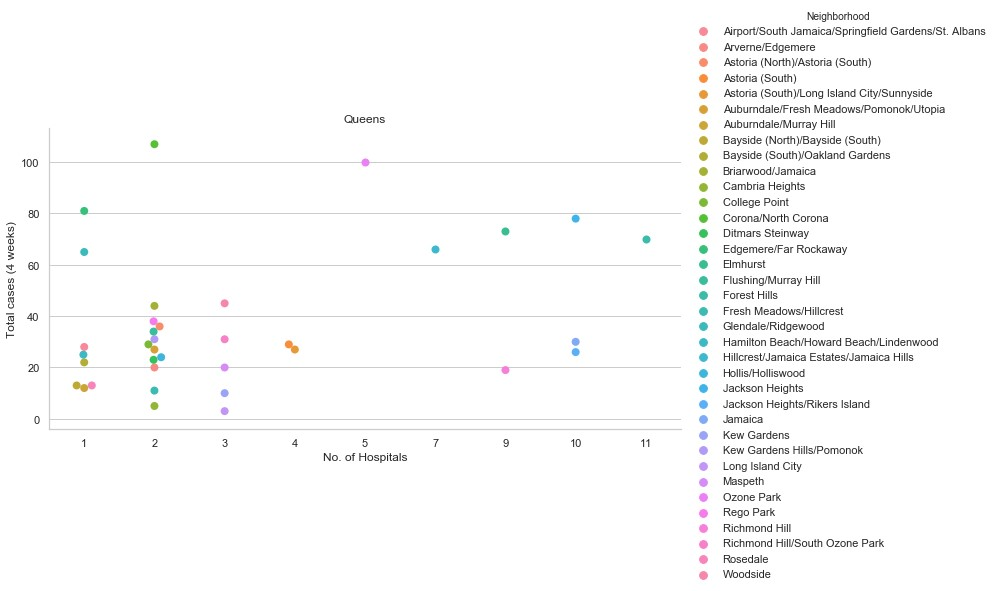 Queens
Total cases (4 weeks)
100
80
60
40
20
0
1 2 3 4 5 7 9 10 11
No. of Hospitals
Neighborhood
Airport/South Jamaica/Springfield Gardens/St. Albans
Arverne/Edgemere
Astoria (North)/Astoria (South)
Astoria (South)
Astoria (South)/Long Island City/Sunnyside
Auburndale/Fresh Meadows/Pomonok/Utopia
Auburndale/Murray Hill
Bayside (North)/Bayside (South)
Bayside (South)/Oakland Gardens
Briarwood/Jamaica
Cambria Heights
College Point
Corona/North Corona
Ditmars Steinway
Edgemere/Far Rockaway
Elmhurst
Flushing/Murray Hill
Forest Hills
Fresh Meadows/Hillcrest
Glendale/Ridgewood
Hamilton Beach/Howard Beach/Lindenwood
Hillcrest/Jamaica Estates/Jamaica Hills
Hollis/Holliswood
Jackson Heights
Jackson Heights/Rikers Island
Jamaica
Kew Gardens
Kew Gardens Hills/Pomonok
Long Island City
Maspeth
Ozone Park
Rego Park
Richmond Hill
Richmond Hill/South Ozone Park
Rosedale
Woodside